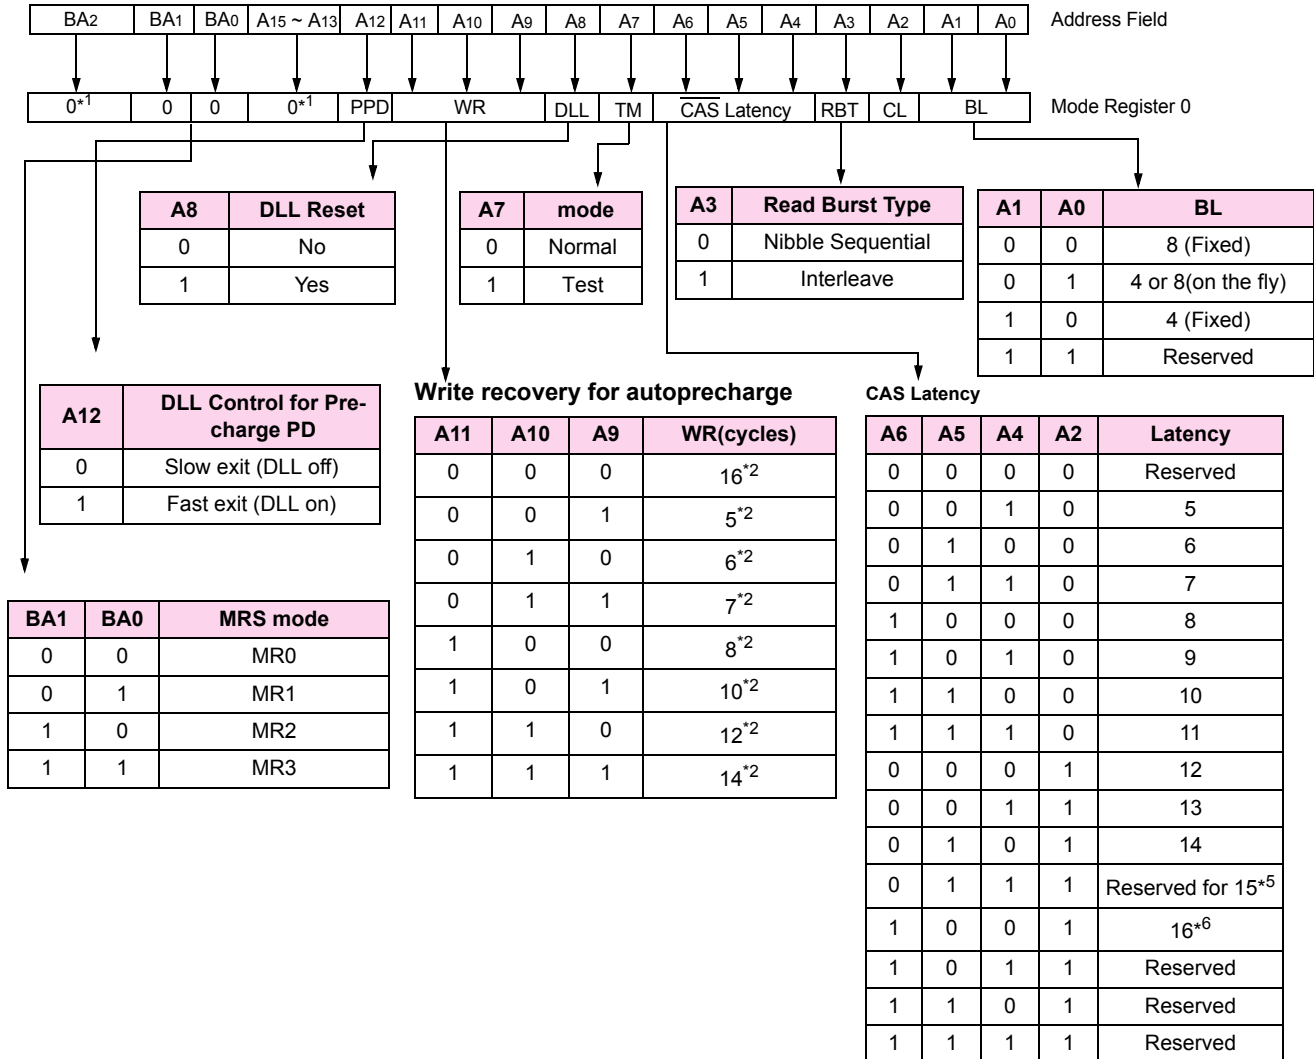 BA2 BA1 BA0 A15 ~ A13 A12 A11 A10 A9 A8 A7 A6 A5 A4 A3 A2 A1 A0 Address Field
0*1 0 0 0*1 PPD WR DLL TM CAS Latency RBT CL BL Mode Register 0
A8 DLL Reset
0 No
1 Yes
A7 mode
0 Normal
1 Test
A3 Read Burst Type
0 Nibble Sequential
1 Interleave
A1 A0 BL
0 0 8 (Fixed)
0 1 4 or 8(on the fly)
1 0 4 (Fixed)
1 1 Reserved
A12 DLL Control for Pre-
charge PD
0 Slow exit (DLL off)
1 Fast exit (DLL on)
BA1 BA0 MRS mode
0 0 MR0
0 1 MR1
1 0 MR2
1 1 MR3
Write recovery for autoprecharge
A11 A10 A9 WR(cycles)
0 0 0 16*2
0 0 1 5*2
0 1 0 6*2
0 1 1 7*2
1 0 0 8*2
1 0 1 10*2
1 1 0 12*2
1 1 1 14*2
CAS Latency
A6 A5 A4 A2 Latency
0 0 0 0 Reserved
0 0 1 0 5
0 1 0 0 6
0 1 1 0 7
1 0 0 0 8
1 0 1 0 9
1 1 0 0 10
1 1 1 0 11
0 0 0 1 12
0 0 1 1 13
0 1 0 1 14
0 1 1 1 Reserved for 15*5
1 0 0 1 16*6
1 0 1 1 Reserved
1 1 0 1 Reserved
1 1 1 1 Reserved